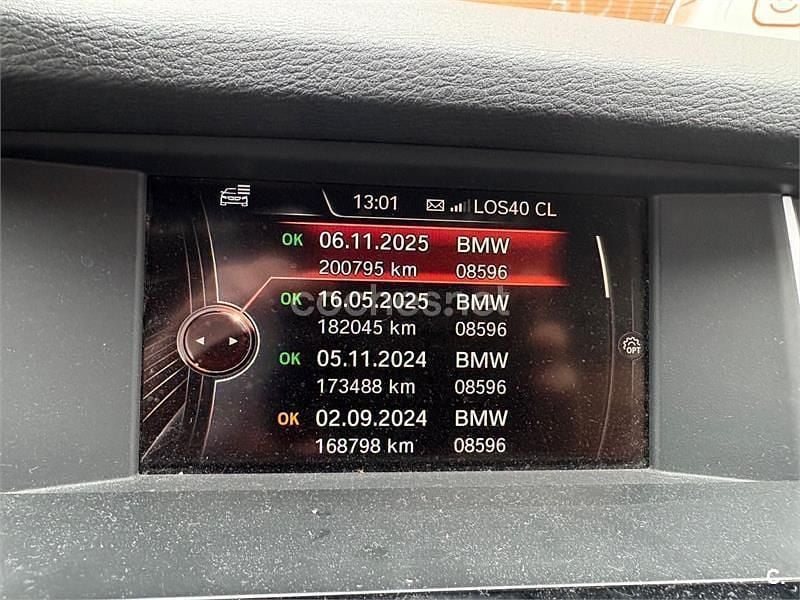 13:01 LOS40 CL
OK 06.11.2025 BMW
200795 km 08596
OK 16.05.2025 BMW
182045 km 08596
coches.net
OK 05.11.2024 BMW
173488 km 08596
OPT
OK 02.09.2024 BMW
168798 km 08596
c.